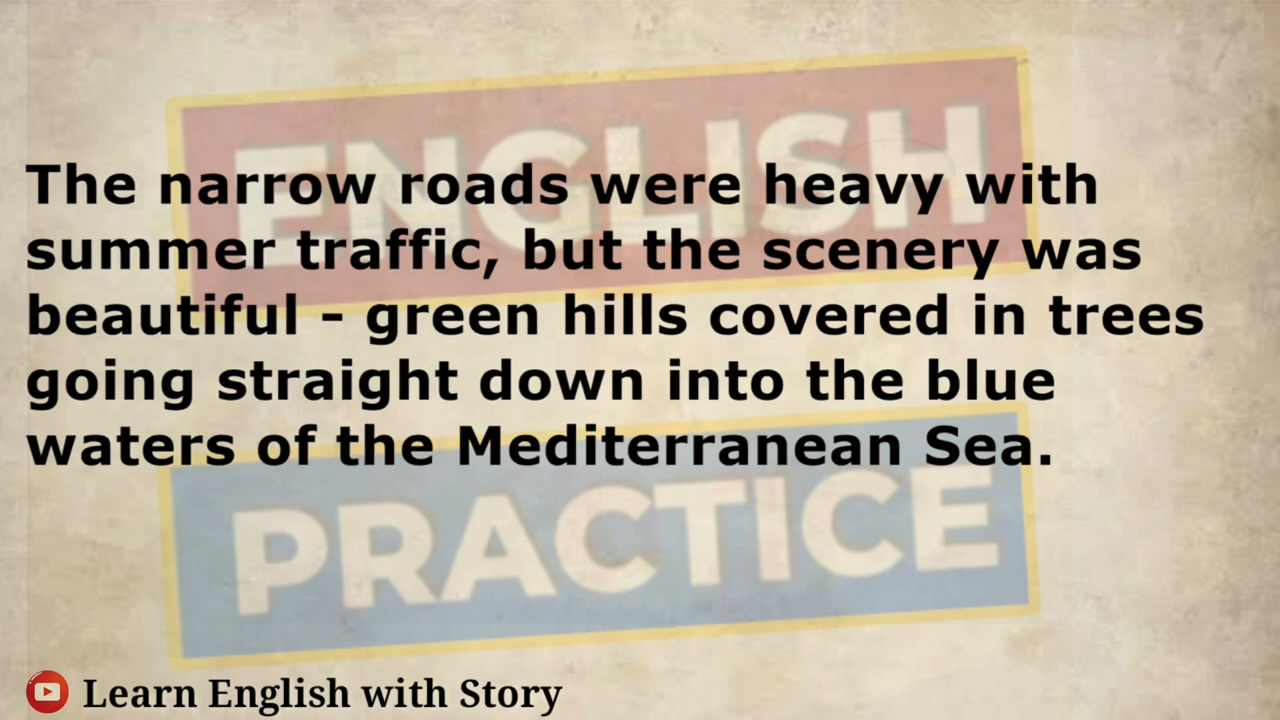 ENGLISH
The narrow roads were heavy with
summer traffic, but the scenery was
beautiful - green hills covered in trees
going straight down into the blue
waters of the Mediterranean Sea.
PRACTICE
Learn English with Story